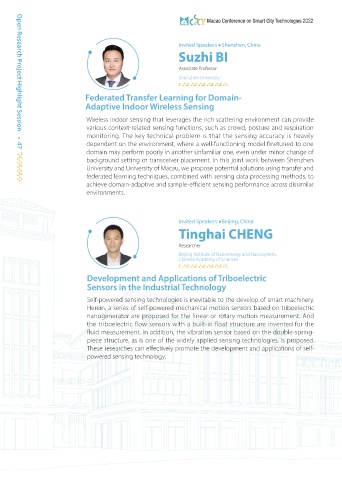 Macao Conference on Smart City Technologies 2022
Open Research Project Highlight Session • 47
Invited Speakers • Shenzhen, China
Suzhi BI
Associate Professor
Shenzhen University
Federated Transfer Learning for Domain-
Adaptive Indoor Wireless Sensing
Wireless indoor sensing that leverages the rich scattering environment can provide
various context-related sensing functions, such as crowd, posture and respiration
monitoring. The key technical problem is that the sensing accuracy is heavily
dependent on the environment, where a well-functioning model finetuned to one
domain may perform poorly in another unfamiliar one, even under minor change of
background setting or transceiver placement. In this joint work between Shenzhen
University and University of Macau, we propose potential solutions using transfer and
federated learning techniques, combined with sensing data processing methods, to
achieve domain-adaptive and sample-efficient sensing performance across dissimilar
environments.
Invited Speakers • Beijing, China
Tinghai CHENG
Researcher
Beijing Institute of Nanoenergy and Nanosystem,
Chinese Academy of Sciences
Development and Applications of Triboelectric
Sensors in the Industrial Technology
Self-powered sensing technologies is inevitable to the develop of smart machinery.
Herein, a series of self-powered mechanical motion sensors based on triboelectric
nanogenerator are proposed for the linear or rotary motion measurement. And
the triboelectric flow sensors with a built-in float structure are invented for the
fluid measurement. In addition, the vibration sensor based on the double-spring-
piece structure, as is one of the widely applied sensing technologies, is proposed.
These researches can effectively promote the development and applications of self-
powered sensing technology.